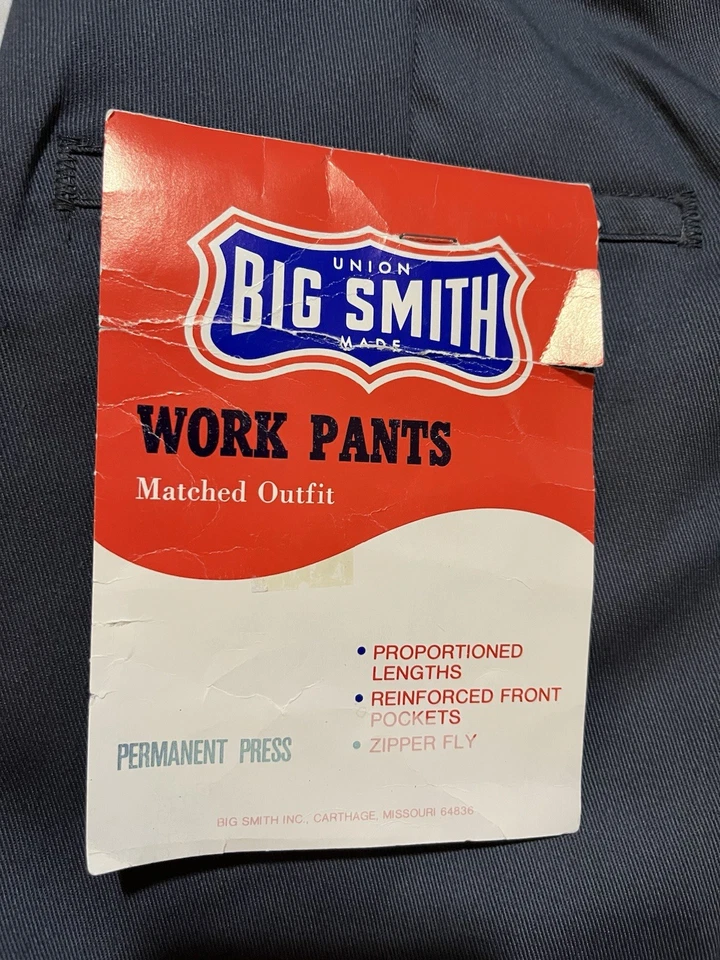 UNION
BIG SMITH
MADE
WORK PANTS
Matched Outfit
• PROPORTIONED
LENGTHS
• REINFORCED FRONT
POCKETS
• ZIPPER FLY
PERMANENT PRESS
BIG SMITH INC., CARTHAGE, MISSOURI 64836